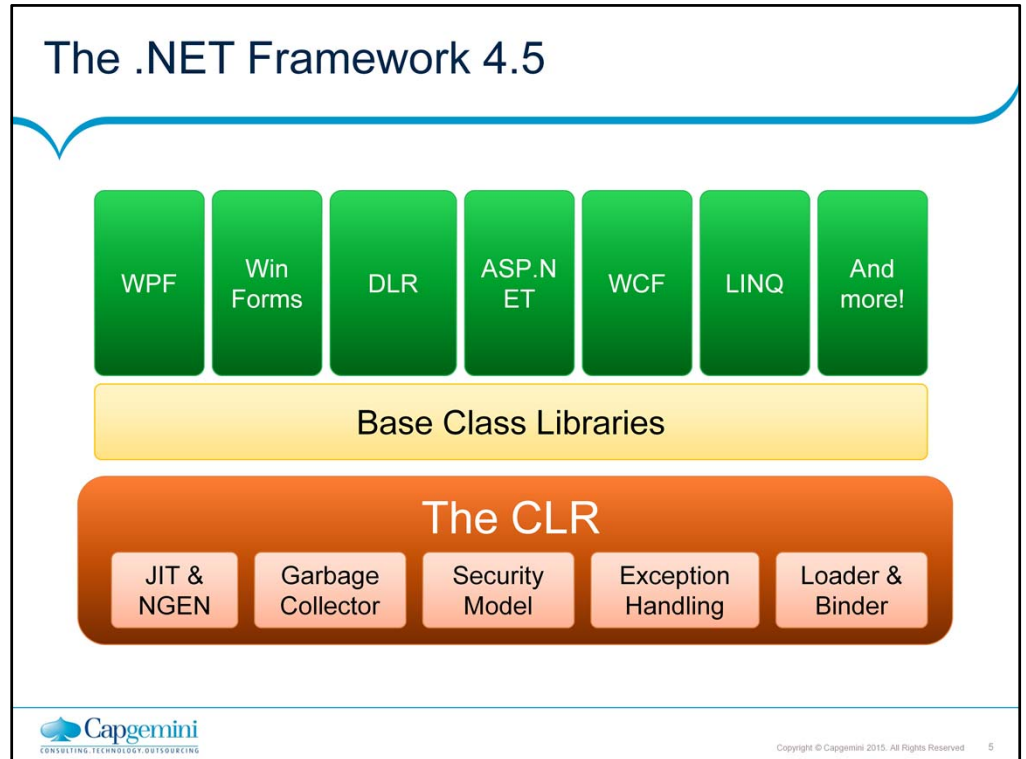 The .NET Framework 4.5
WPF
Win
Forms
DLR
ASP.N
ET
WCF
LINQ
And
more!
Base Class Libraries
The CLR
JIT &
NGEN
Garbage
Collector
Security
Model
Exception
Handling
Loader &
Binder
Capgemini
CONSULTING.TECHNOLOGY.OUTSOURCING
Copyright © Capgemini 2015. All Rights Reserved 5